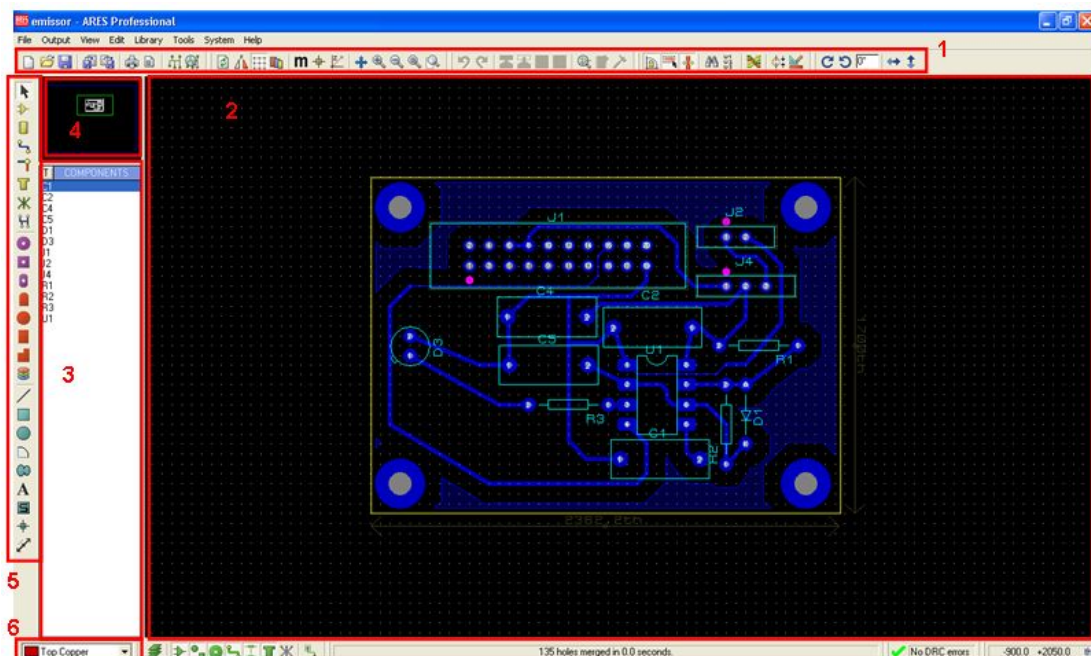 emissor - ARES Professional
File Output View Edit Library Tools System Help
1
m
0°
2
4
COMPONENTS
C1
C2
C4
C5
D1
D3
J1
J2
J4
R1
R2
R3
U1
3
5
6
A
S
J1
J2
J4
C4
C2
C5
U1
D3
R1
R3
C1
R2
D1
Top Copper
135 holes merged in 0.0 seconds.
No DRC errors
-900.0 +2050.0